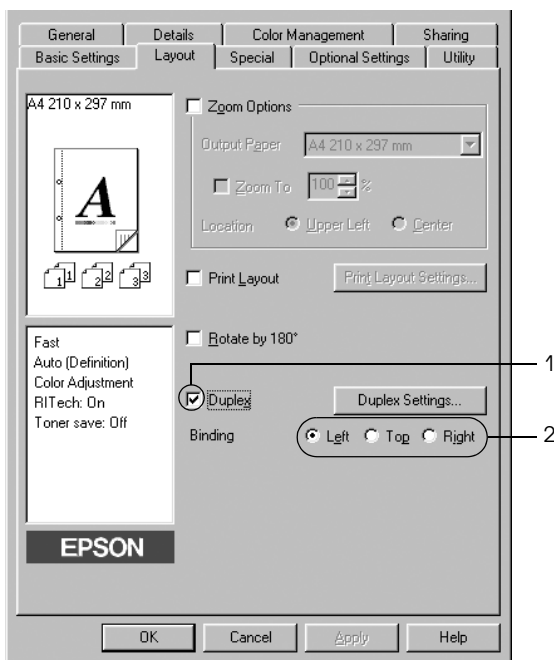 General Details Color Management Sharing
Basic Settings Layout Special Optional Settings Utility
A4 210 x 297 mm
A
1 1 2 2 3 3
Zoom Options
Output Paper A4 210 x 297 mm
Zoom To 100 %
Location Upper Left Center
Print Layout Print Layout Settings...
Rotate by 180°
Fast
Auto (Definition)
Color Adjustment
RITech: On
Toner save: Off
Duplex Duplex Settings... 1
Binding Left Top Right 2
EPSON
OK Cancel Apply Help